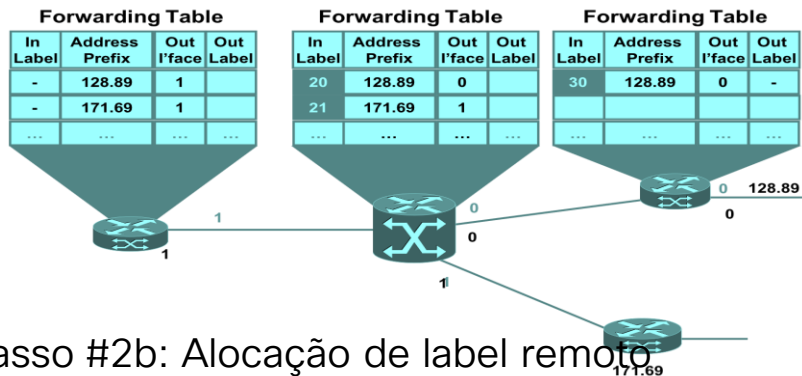 Forwarding Table
In Label Address Prefix Out I'face Out Label
- 128.89 1
- 171.69 1
... ... ... ...
Forwarding Table
In Label Address Prefix Out I'face Out Label
20 128.89 0
21 171.69 1
... ... ... ...
Forwarding Table
In Label Address Prefix Out I'face Out Label
30 128.89 0 -
... ... ... ...
0 128.89
0
1
1
0
0
1
1
asso #2b: Alocação de label remoto
171.69